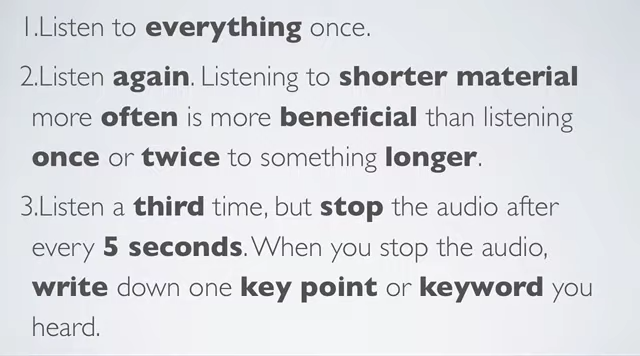 1.Listen to everything once.
2.Listen again. Listening to shorter material
more often is more beneficial than listening
once or twice to something longer.
3.Listen a third time, but stop the audio after
every 5 seconds. When you stop the audio,
write down one key point or keyword you
heard.